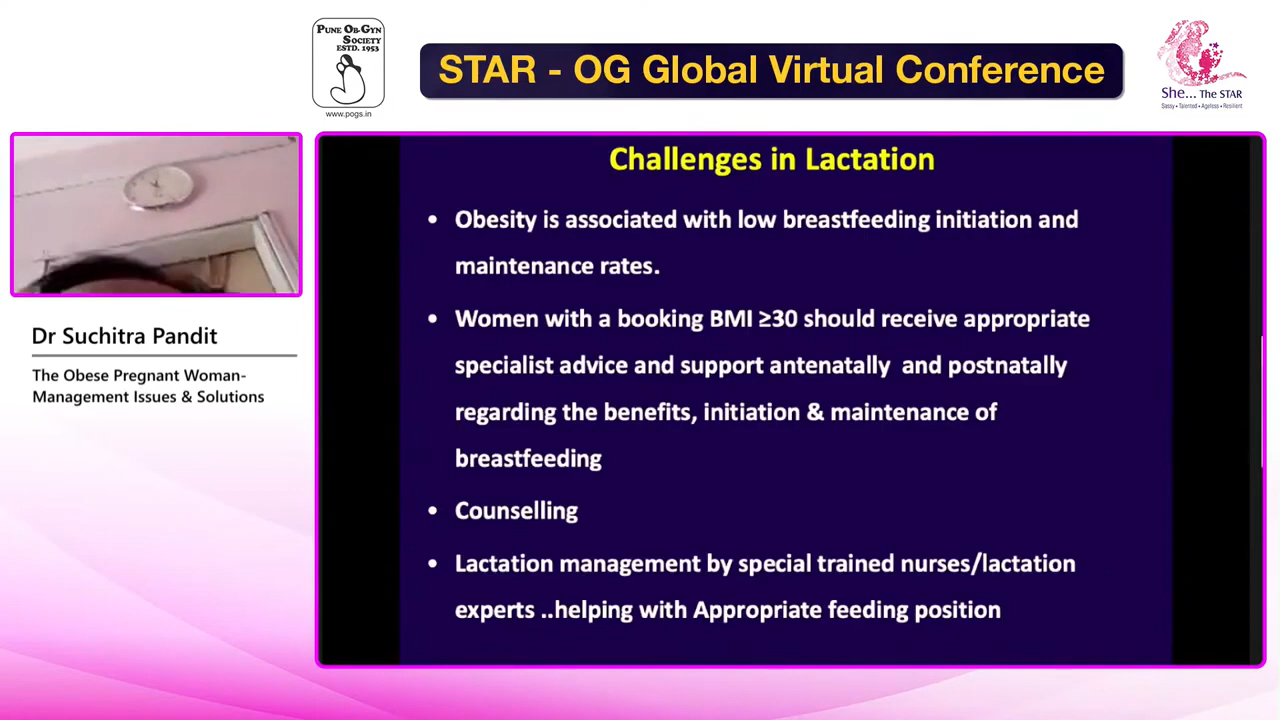 PUNE OB-GYN
SOCIETY
ESTD. 1953
www.pogs.in
STAR - OG Global Virtual Conference
She... The STAR
Sassy • Talented • Ageless • Resilient
Dr Suchitra Pandit
The Obese Pregnant Woman-
Management Issues & Solutions
Challenges in Lactation
• Obesity is associated with low breastfeeding initiation and
maintenance rates.
• Women with a booking BMI ≥30 should receive appropriate
specialist advice and support antenatally and postnatally
regarding the benefits, initiation & maintenance of
breastfeeding
• Counselling
• Lactation management by special trained nurses/lactation
experts ..helping with Appropriate feeding position